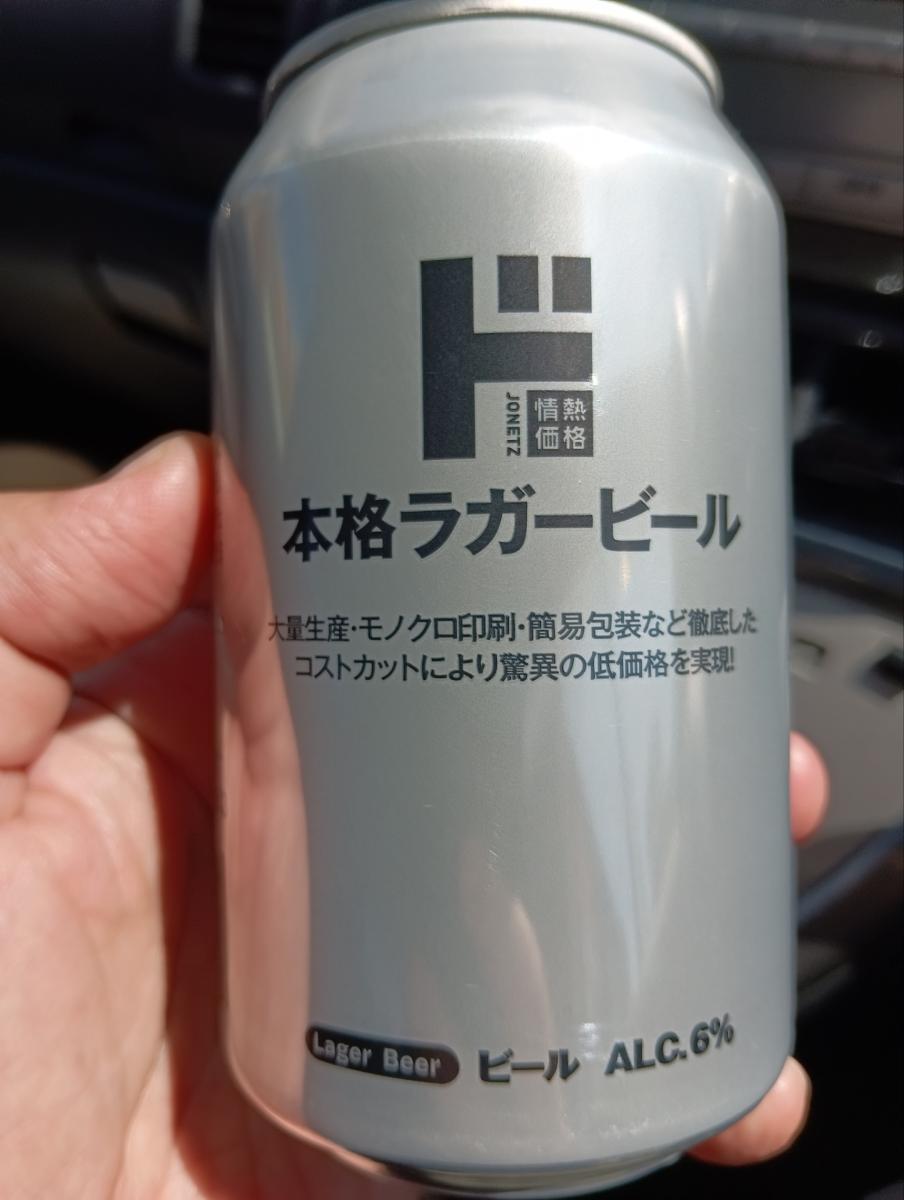 ド
JONETZ
情熱
価格
本格ラガービール
大量生産・モノクロ印刷・簡易包装など徹底した
コストカットにより驚異の低価格を実現!
Lager Beer ビール ALC.6%